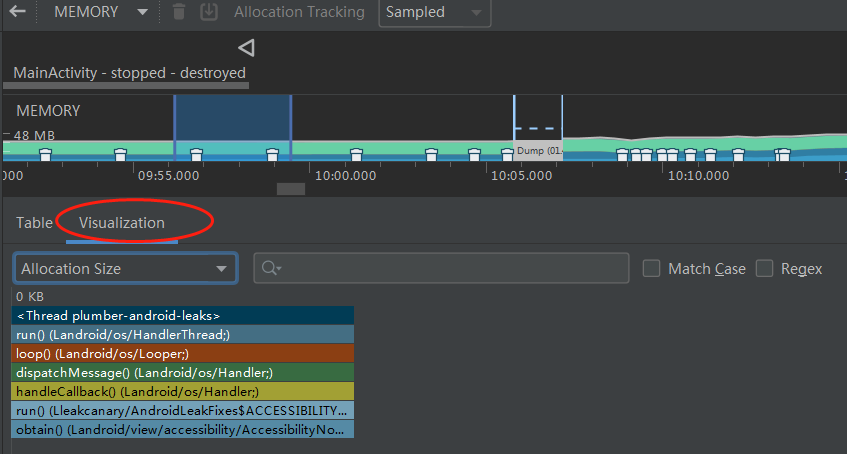 MEMORY Allocation Tracking Sampled
MainActivity - stopped - destroyed
MEMORY
48 MB
Dump (01.
000 09:55.000 10:00.000 10:05.000 10:10.000
Table Visualization
Allocation Size Match Case Regex
0 KB
<Thread plumber-android-leaks>
run() (Landroid/os/HandlerThread;)
loop() (Landroid/os/Looper;)
dispatchMessage() (Landroid/os/Handler;)
handleCallback() (Landroid/os/Handler;)
run() (Lleakcanary/AndroidLeakFixes$ACCESSIBILITY...
obtain() (Landroid/view/accessibility/AccessibilityNo...